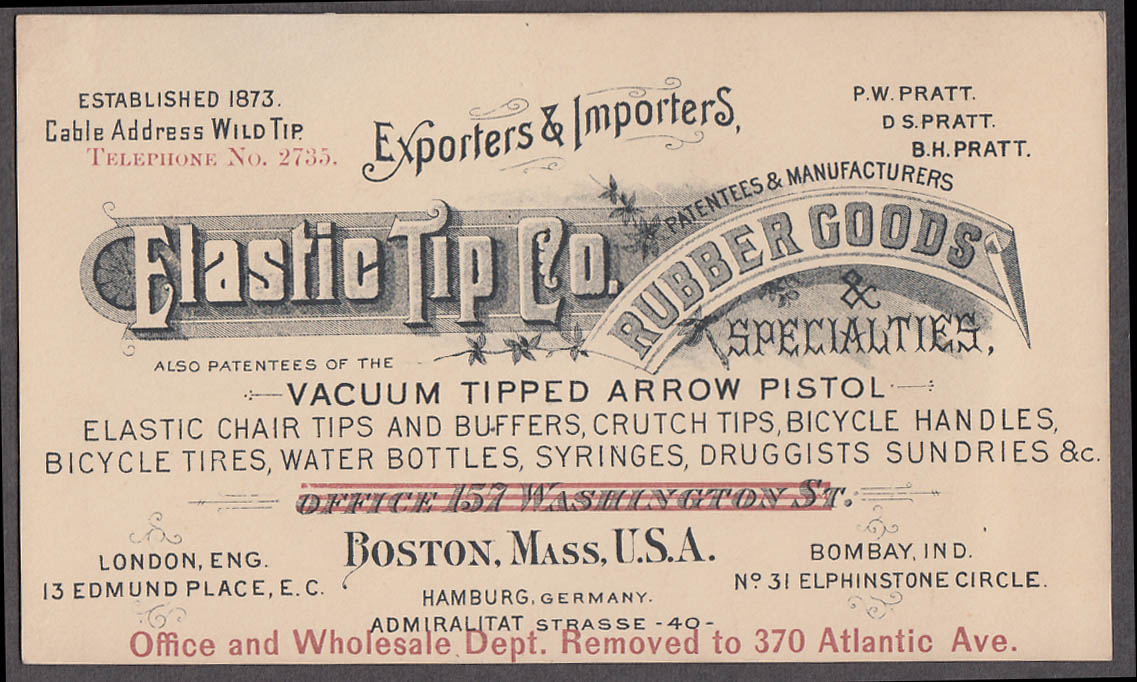 ESTABLISHED 1873.
Cable Address WILD TIP.
TELEPHONE No. 2735.
Exporters & Importers,
P.W. PRATT.
D S. PRATT.
B.H. PRATT.
Elastic Tip Co.
PATENTEES & MANUFACTURERS
RUBBER GOODS
&
SPECIALTIES,
ALSO PATENTEES OF THE
VACUUM TIPPED ARROW PISTOL
ELASTIC CHAIR TIPS AND BUFFERS, CRUTCH TIPS, BICYCLE HANDLES,
BICYCLE TIRES, WATER BOTTLES, SYRINGES, DRUGGISTS SUNDRIES &c.
OFFICE 157 WASHINGTON ST.
BOSTON, MASS, U.S.A.
LONDON, ENG.
13 EDMUND PLACE, E.C.
HAMBURG, GERMANY.
ADMIRALITAT STRASSE -40-
BOMBAY, IND.
No 31 ELPHINSTONE CIRCLE.
Office and Wholesale Dept. Removed to 370 Atlantic Ave.